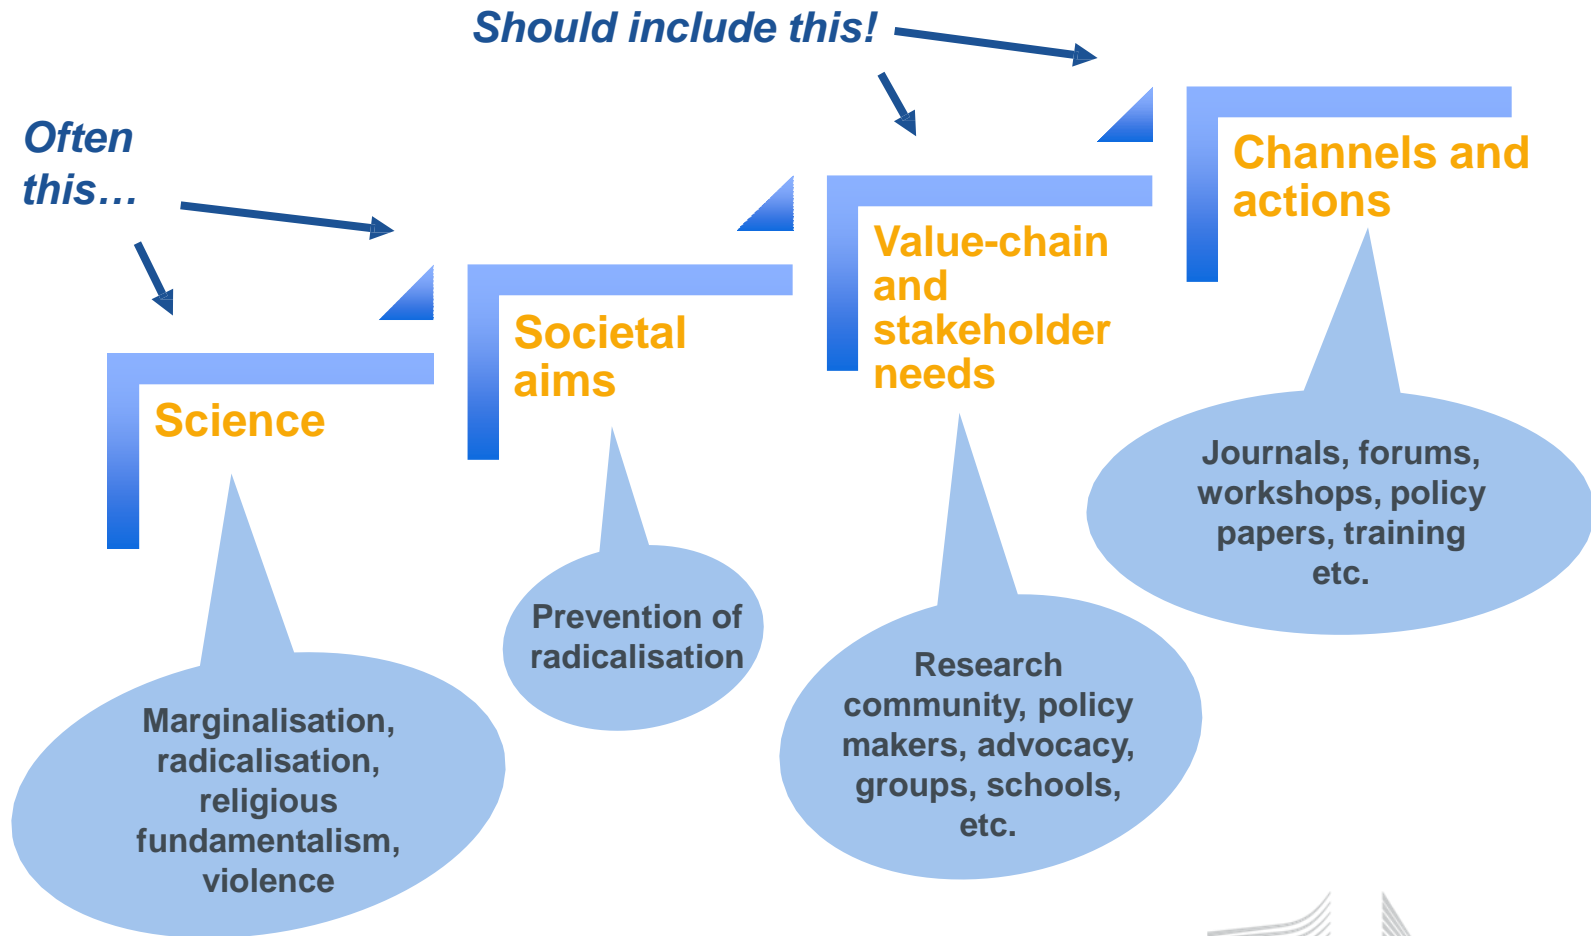 Should include this!
Often
this…
Science
Societal
aims
Value-chain
and
stakeholder
needs
Channels and
actions
Marginalisation,
radicalisation,
religious
fundamentalism,
violence
Prevention of
radicalisation
Research
community, policy
makers, advocacy,
groups, schools,
etc.
Journals, forums,
workshops, policy
papers, training
etc.